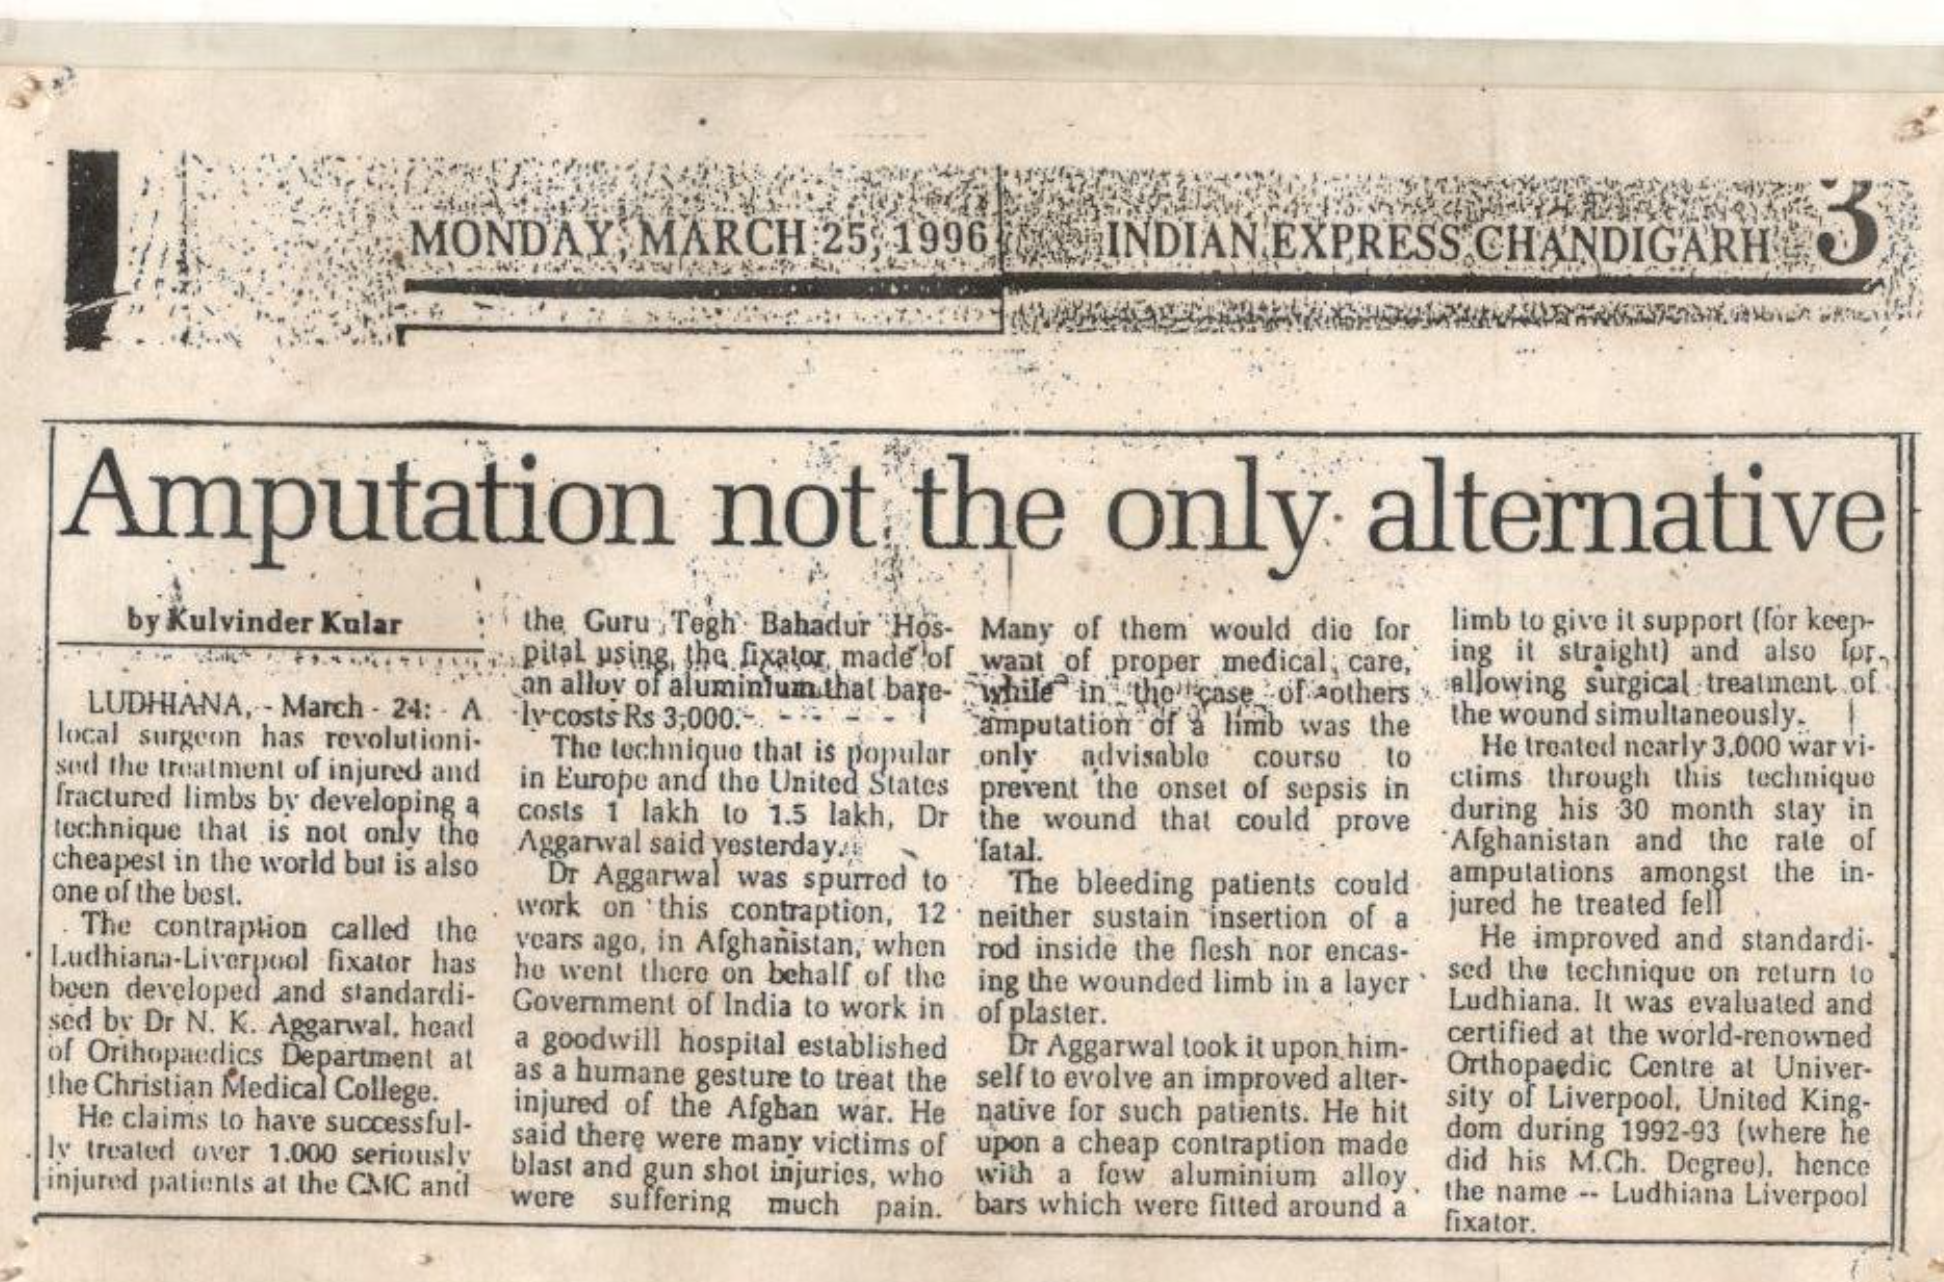 MONDAY, MARCH 25, 1996 INDIAN EXPRESS CHANDIGARH 3
Amputation not the only alternative
by Kulvinder Kular
LUDHIANA, - March - 24: - A
local surgeon has revolutioni-
sed the treatment of injured and
fractured limbs by developing a
technique that is not only the
cheapest in the world but is also
one of the best.
The contraption called the
Ludhiana-Liverpool fixator has
been developed and standardi-
sed by Dr N. K. Aggarwal, head
of Orthopaedics Department at
the Christian Medical College.
He claims to have successful-
ly treated over 1.000 seriously
injured patients at the CMC and
the Guru Tegh Bahadur Hos-
pital using the fixator made of
an alloy of aluminium that bare-
ly costs Rs 3,000.
The technique that is popular
in Europe and the United States
costs 1 lakh to 1.5 lakh, Dr
Aggarwal said yesterday.
Dr Aggarwal was spurred to
work on this contraption, 12
years ago, in Afghanistan, when
he went there on behalf of the
Government of India to work in
a goodwill hospital established
as a humane gesture to treat the
injured of the Afghan war. He
said there were many victims of
blast and gun shot injuries, who
were suffering much pain.
Many of them would die for
want of proper medical care,
while in the case of others
amputation of a limb was the
only advisable course to
prevent the onset of sepsis in
the wound that could prove
fatal.
The bleeding patients could
neither sustain insertion of a
rod inside the flesh nor encas-
ing the wounded limb in a layer
of plaster.
Dr Aggarwal took it upon him-
self to evolve an improved alter-
native for such patients. He hit
upon a cheap contraption made
with a few aluminium alloy
bars which were fitted around a
limb to give it support (for keep-
ing it straight) and also for
allowing surgical treatment of
the wound simultaneously.
He treated nearly 3,000 war vi-
ctims through this technique
during his 30 month stay in
Afghanistan and the rate of
amputations amongst the in-
jured he treated fell
He improved and standardi-
sed the technique on return to
Ludhiana. It was evaluated and
certified at the world-renowned
Orthopaedic Centre at Univer-
sity of Liverpool, United King-
dom during 1992-93 (where he
did his M.Ch. Degree), hence
the name -- Ludhiana Liverpool
fixator.